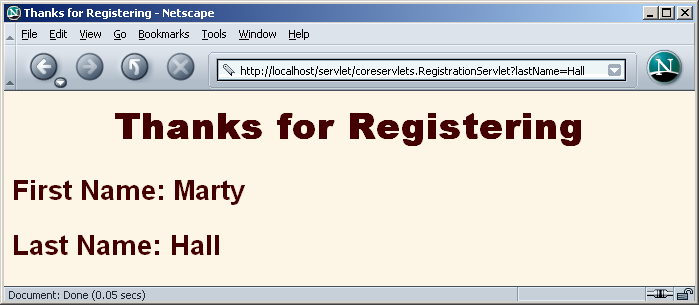 Thanks for Registering - Netscape
File Edit View Go Bookmarks Tools Window Help
http://localhost/servlet/coreservlets.RegistrationServlet?lastName=Hall
N
Thanks for Registering
First Name: Marty
Last Name: Hall
Document: Done (0.05 secs)